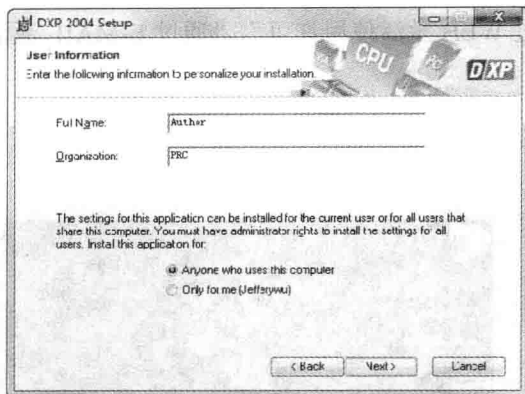 DXP 2004 Setup
User Information
Enter the following information to personalize your installation.
CPU
DXP
Full Name:
Author
Organization:
PRC
The settings for this application can be installed for the current user or for all users that
share this computer. You must have administrator rights to install the settings for all
users. Install this application for:
Anyone who uses this computer
Only for me (Jefferywu)
< Back
Next >
Cancel